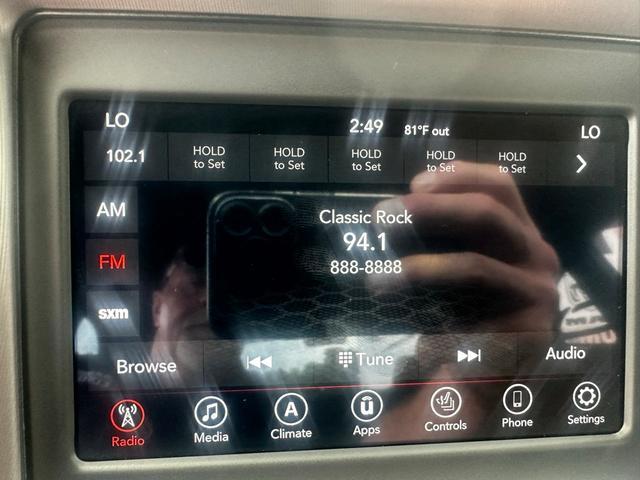 LO
2:49
81°F out
LO
102.1
HOLD
to Set
HOLD
to Set
HOLD
to Set
HOLD
to Set
HOLD
to Set
AM
FM
sxm
Classic Rock
94.1
888-8888
Browse
Tune
Audio
Radio
Media
A
Climate
ū
Apps
Controls
Phone
Settings